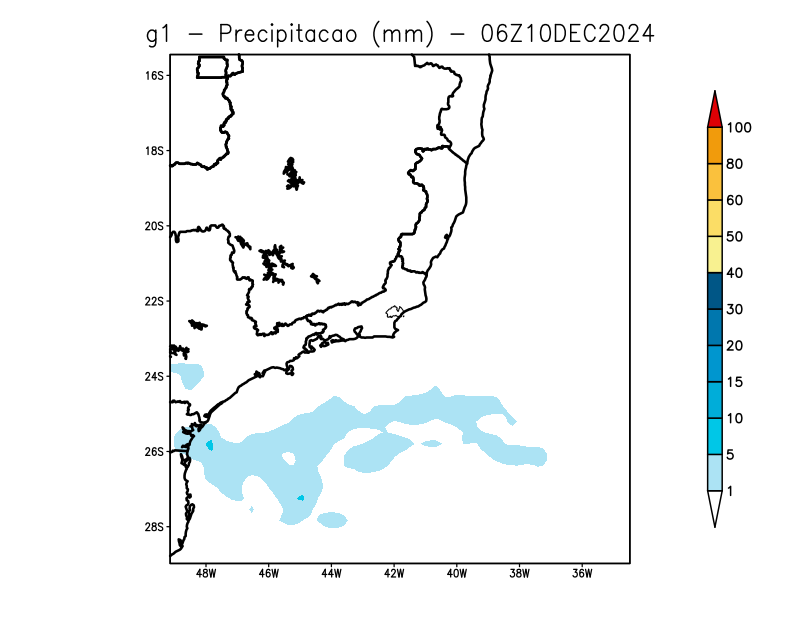 g1 – Precipitacao (mm) – 06Z10DEC2024
16S
18S
20S
22S
24S
26S
28S
48W 46W 44W 42W 40W 38W 36W
100
80
60
50
40
30
20
15
10
5
1